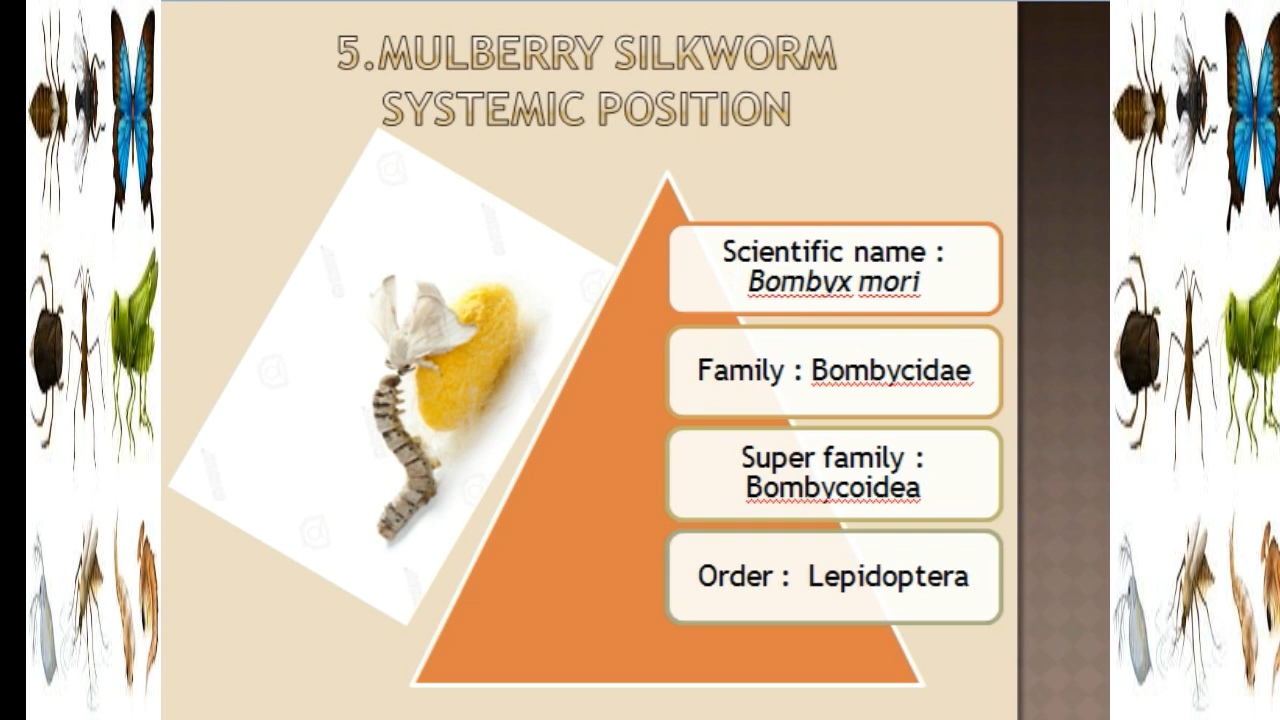 5.MULBERRY SILKWORM
SYSTEMIC POSITION
Scientific name :
Bombyx mori
Family : Bombycidae
Super family :
Bombycoidea
Order : Lepidoptera